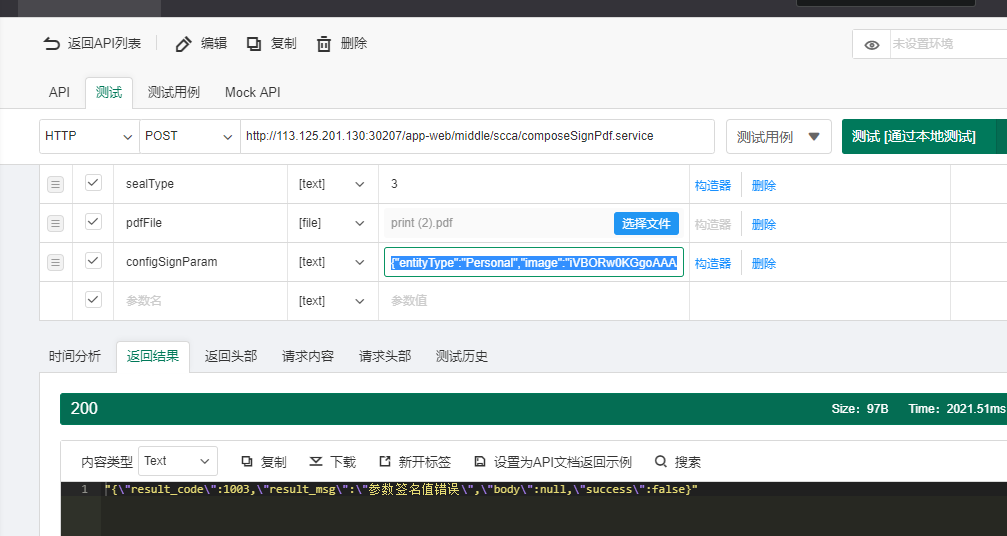 返回API列表 编辑 复制 删除 未设置环境
API 测试 测试用例 Mock API
HTTP POST http://113.125.201.130:30207/app-web/middle/scca/composeSignPdf.service 测试用例 测试 [通过本地测试]
sealType [text] 3 构造器 删除
pdfFile [file] print (2).pdf 选择文件 构造器 删除
configSignParam [text] {"entityType":"Personal","image":"iVBORw0KGgoAAA 构造器 删除
参数名 [text] 参数值
时间分析 返回结果 返回头部 请求内容 请求头部 测试历史
200 Size: 97B Time: 2021.51ms
内容类型 Text 复制 下载 新开标签 设置为API文档返回示例 搜索
1 "{\"result_code\":1003,\"result_msg\":\"参数签名值错误\",\"body\":null,\"success\":false}"